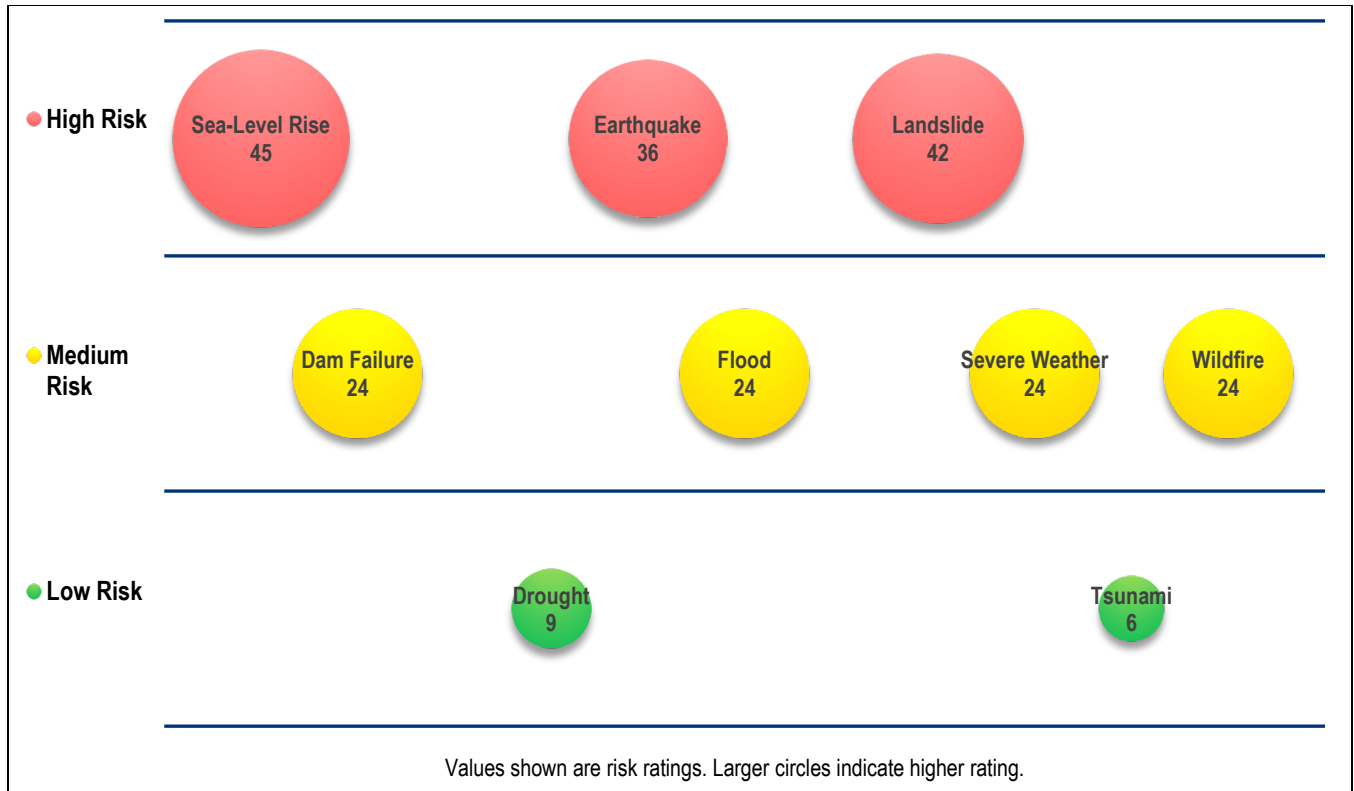 High Risk
Sea-Level Rise
45
Earthquake
36
Landslide
42
Medium
Risk
Dam Failure
24
Flood
24
Severe Weather
24
Wildfire
24
Low Risk
Drought
9
Tsunami
6
Values shown are risk ratings. Larger circles indicate higher rating.